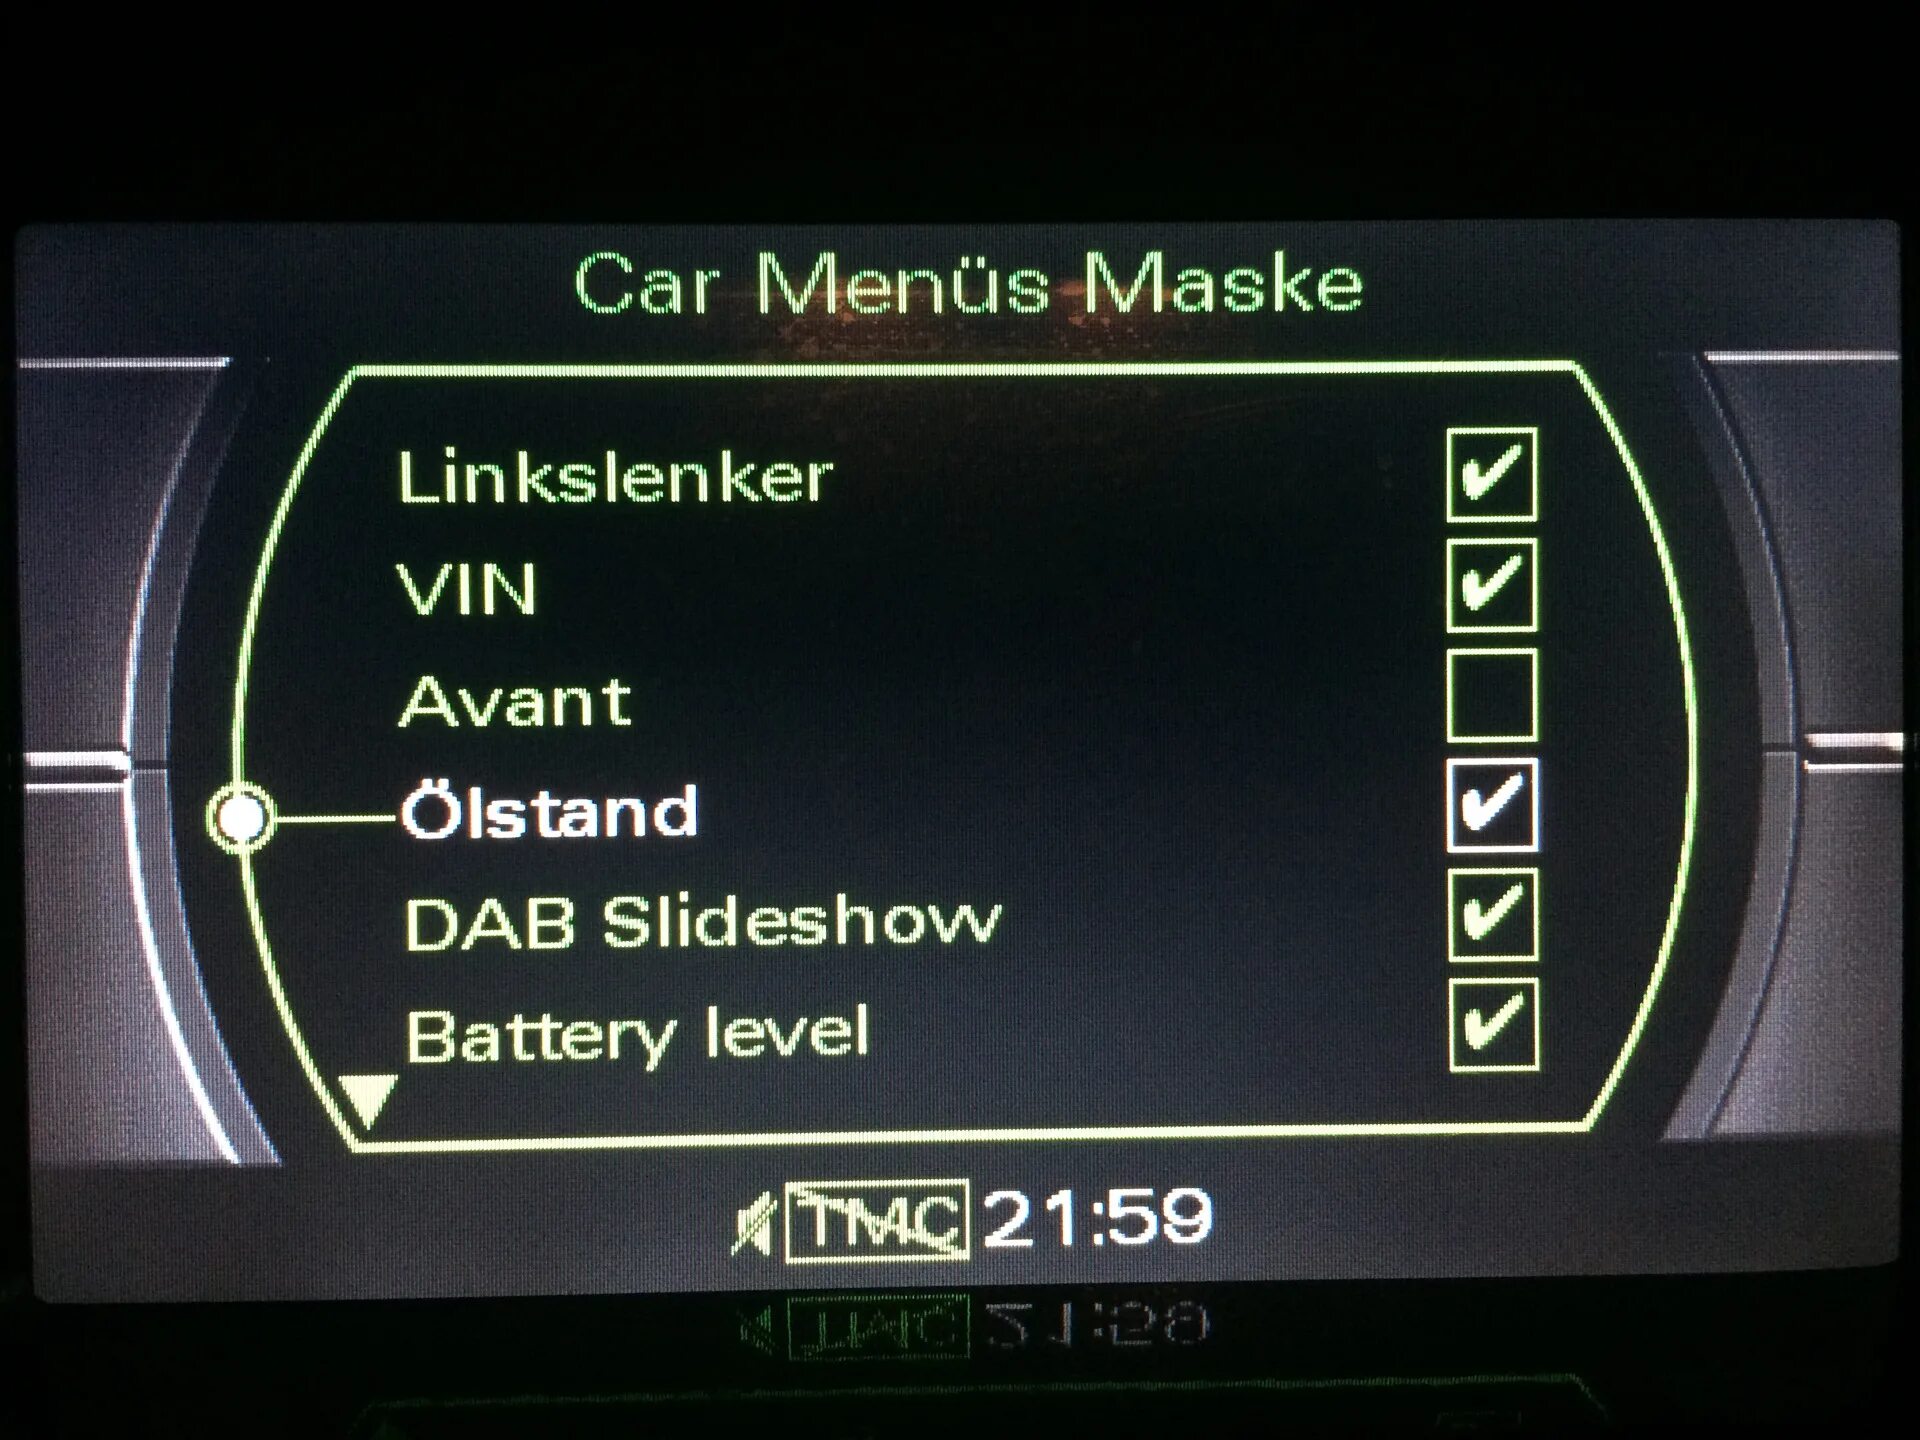 Car Menüs Maske
Linkslenker
VIN
Avant
Ölstand
DAB Slideshow
Battery level
TMC 21:59